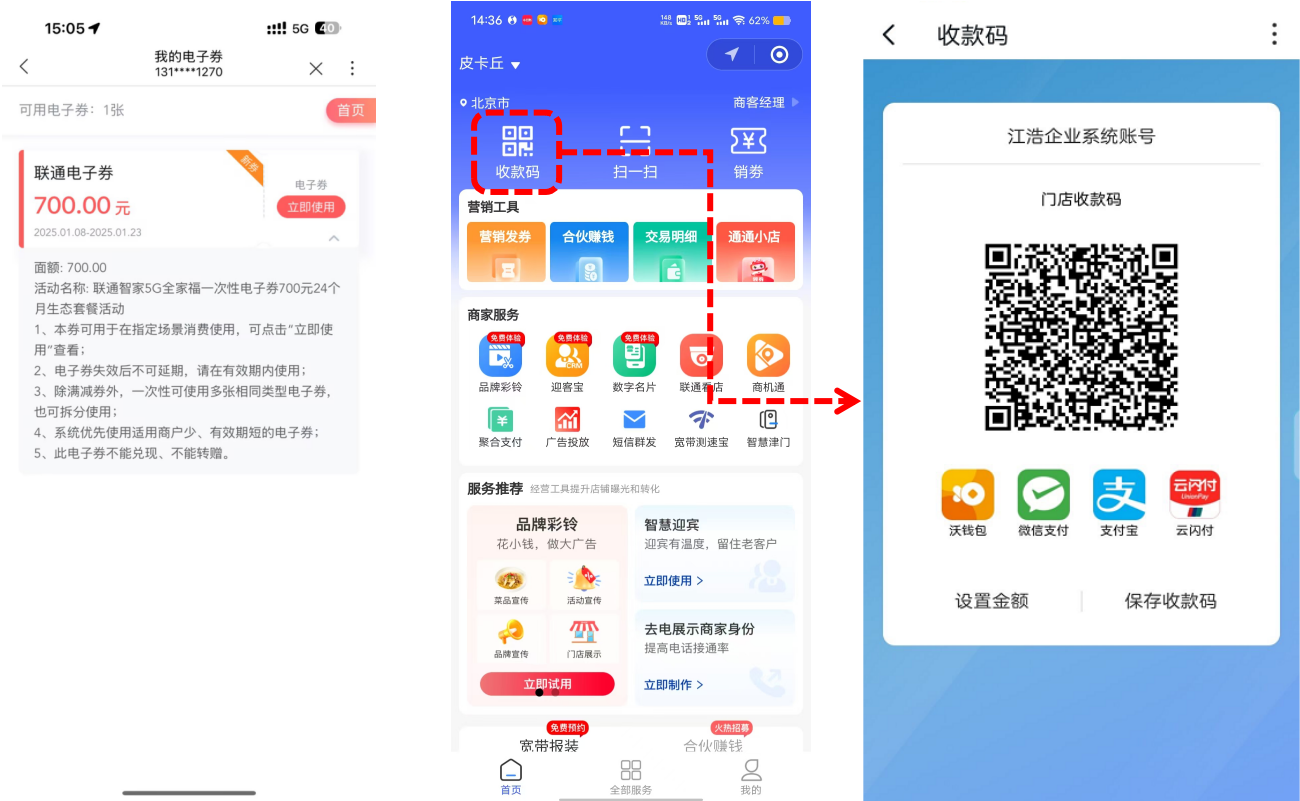 15:05
5G 40
我的电子券
131****1270
可用电子券：1张
首页
联通电子券
新券
700.00 元
2025.01.08-2025.01.23
电子券
立即使用
面额: 700.00
活动名称: 联通智家5G全家福一次性电子券700元24个
月生态套餐活动
1、本券可用于在指定场景消费使用，可点击“立即使
用”查看；
2、电子券失效后不可延期，请在有效期内使用；
3、除满减券外，一次性可使用多张相同类型电子券，
也可拆分使用；
4、系统优先使用适用商户少、有效期短的电子券；
5、此电子券不能兑现、不能转赠。
14:36
148 KB/s HD 5G 5G 62%
皮卡丘
北京市
商客经理
收款码
扫一扫
销券
营销工具
营销发券
合伙赚钱
交易明细
通通小店
商家服务
免费体验
免费体验
免费体验
品牌彩铃
迎客宝
数字名片
联通看店
商机通
聚合支付
广告投放
短信群发
宽带测速宝
智慧津门
服务推荐 经营工具提升店铺曝光和转化
品牌彩铃
花小钱，做大广告
菜品宣传
活动宣传
品牌宣传
门店展示
立即试用
智慧迎宾
迎宾有温度，留住老客户
立即使用 >
去电展示商家身份
提高电话接通率
立即制作 >
免费预约
宽带报装
火热招募
合伙赚钱
首页
全部服务
我的
收款码
江浩企业系统账号
门店收款码
云闪付
UnionPay
沃钱包
微信支付
支付宝
云闪付
设置金额
保存收款码